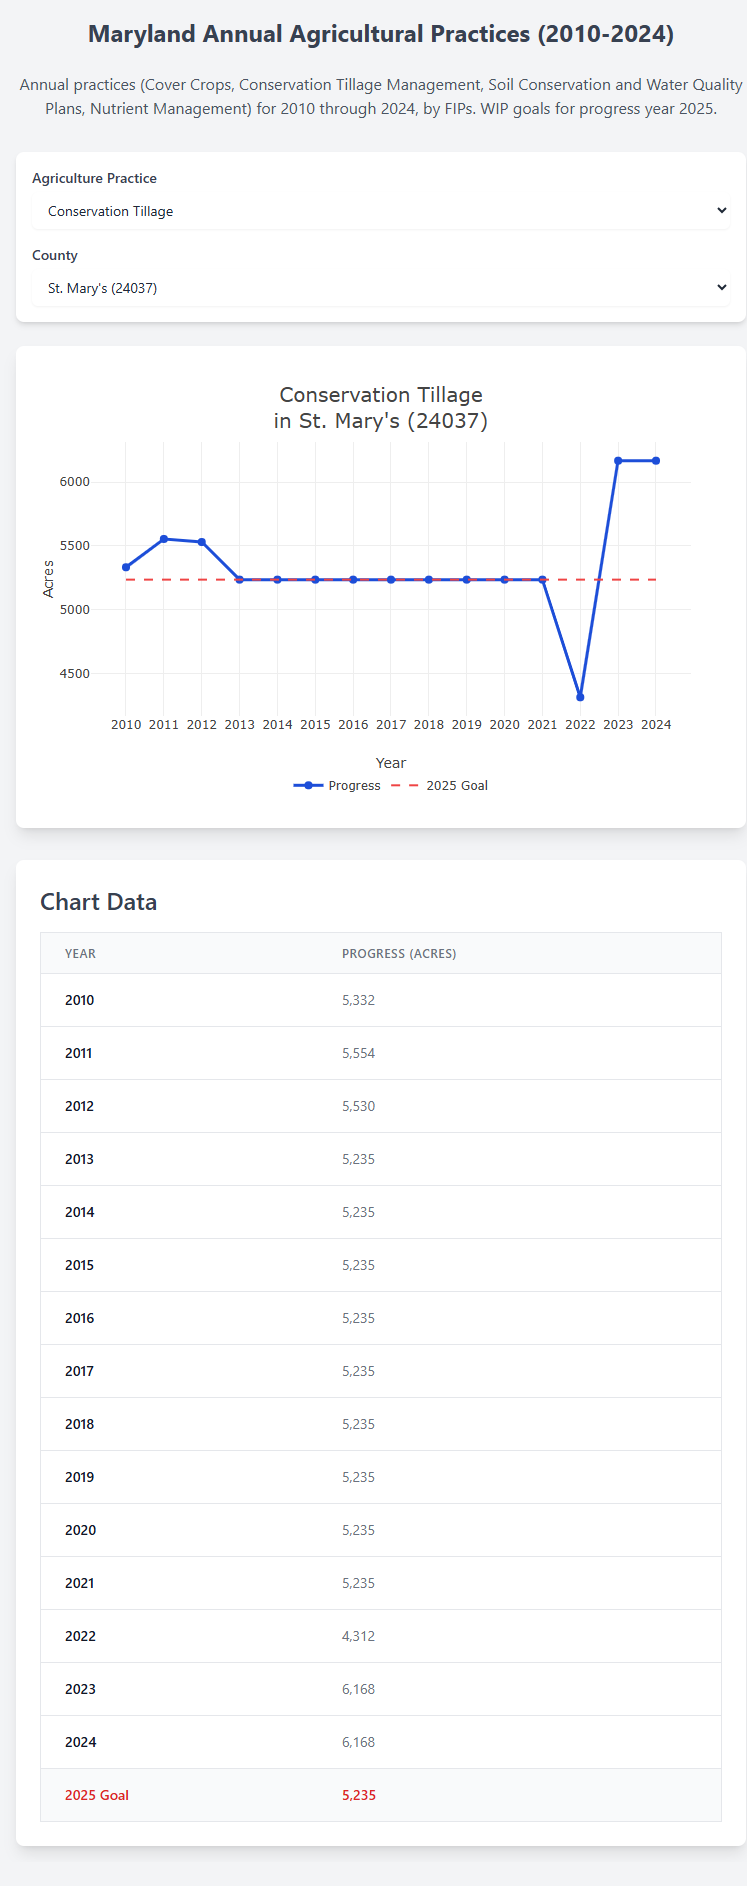 Maryland Annual Agricultural Practices (2010-2024)
Annual practices (Cover Crops, Conservation Tillage Management, Soil Conservation and Water Quality
Plans, Nutrient Management) for 2010 through 2024, by FIPs. WIP goals for progress year 2025.
Agriculture Practice
Conservation Tillage
County
St. Mary's (24037)
Conservation Tillage
in St. Mary's (24037)
Acres
6000
5500
5000
4500
2010 2011 2012 2013 2014 2015 2016 2017 2018 2019 2020 2021 2022 2023 2024
Year
Progress 2025 Goal
Chart Data
YEAR PROGRESS (ACRES)
2010 5,332
2011 5,554
2012 5,530
2013 5,235
2014 5,235
2015 5,235
2016 5,235
2017 5,235
2018 5,235
2019 5,235
2020 5,235
2021 5,235
2022 4,312
2023 6,168
2024 6,168
2025 Goal 5,235